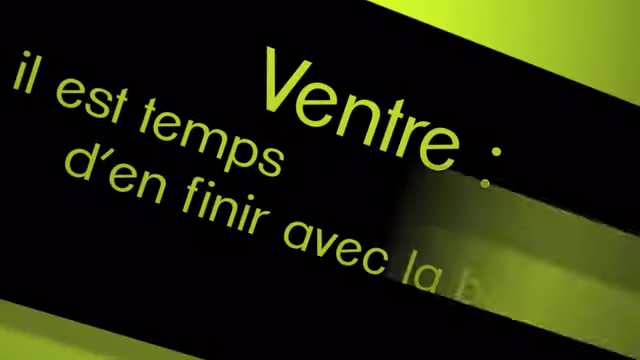 Ventre :
il est temps
d'en finir avec la